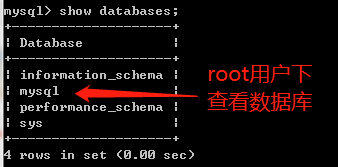 mysql> show databases;
+--------------------+
| Database           |
+--------------------+
| information_schema |
| mysql              |
| performance_schema |
| sys                |
+--------------------+
4 rows in set (0.00 sec)
root用户下
查看数据库